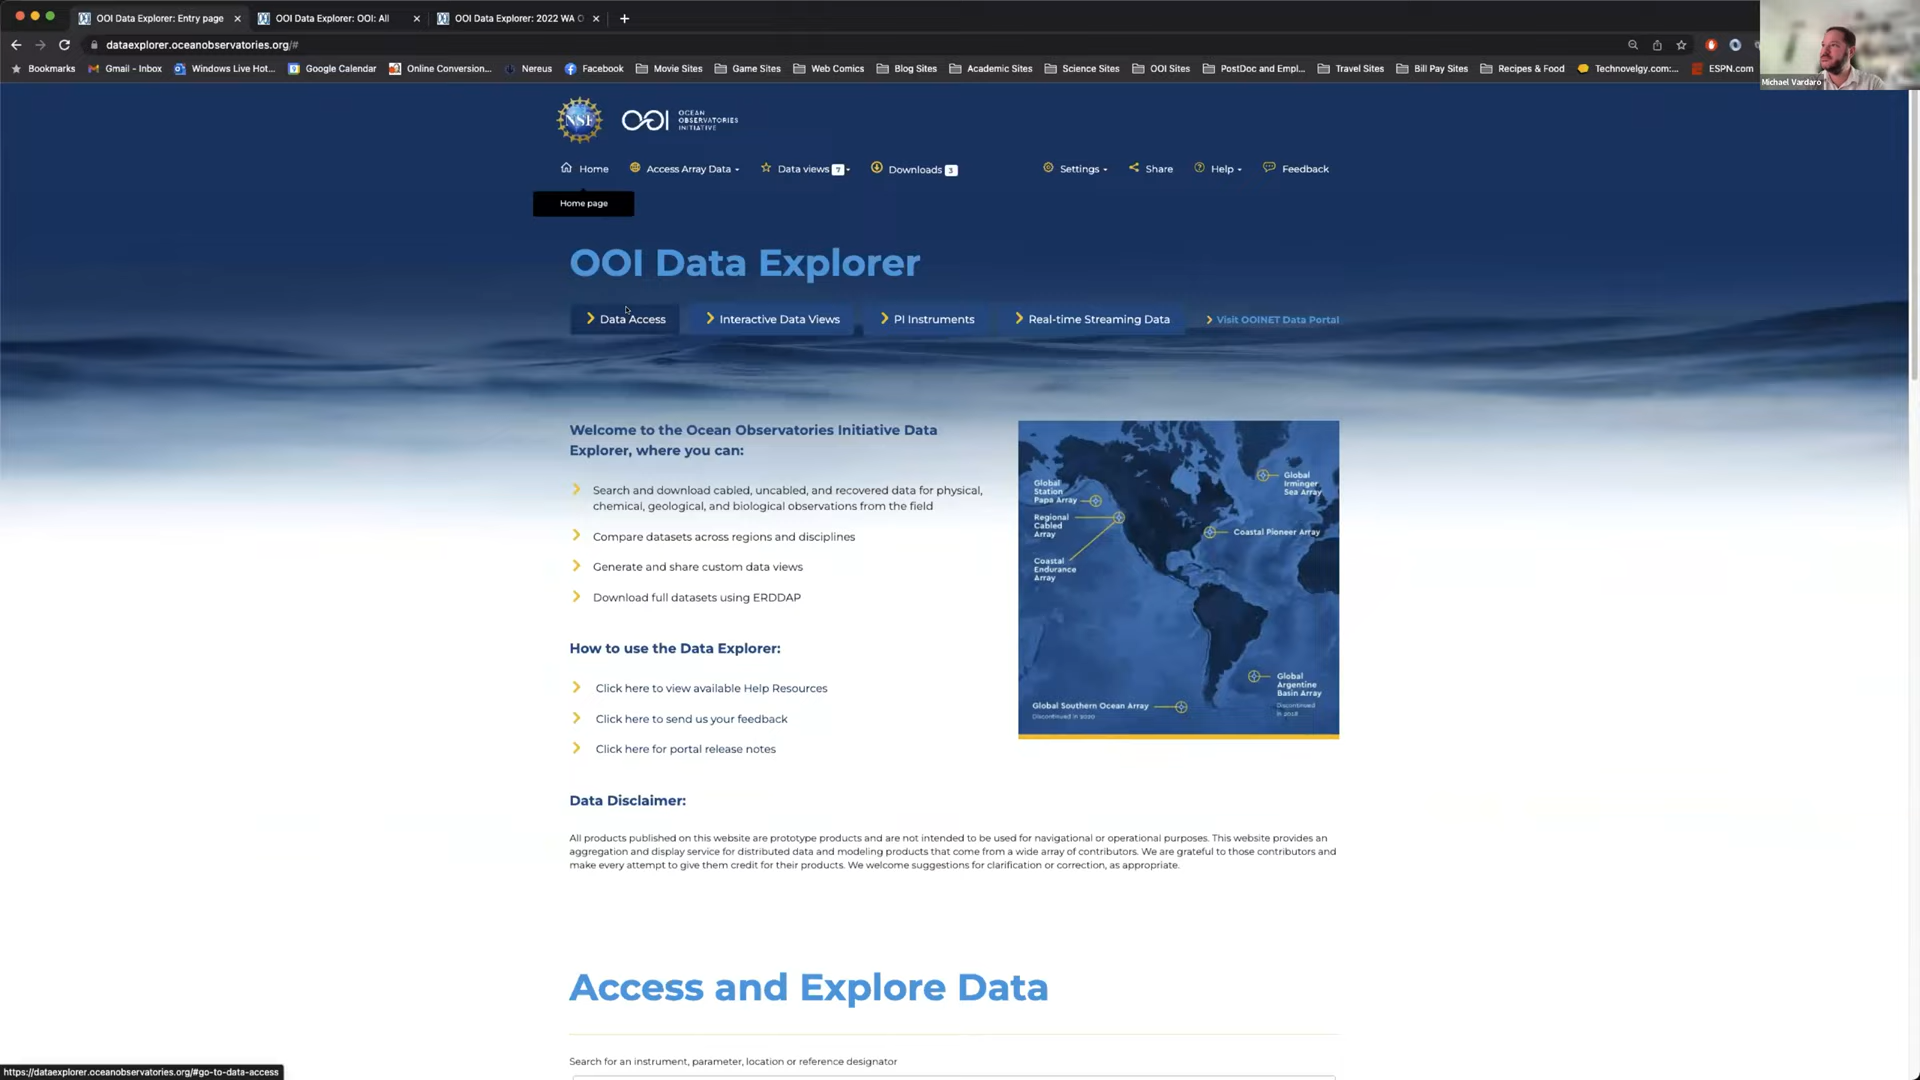 OOI Data Explorer: Entry page
OOI Data Explorer: OOI: All
OOI Data Explorer: 2022 WA
dataexplorer.oceanobservatories.org/#
Bookmarks
Gmail - Inbox
Windows Live Hot...
Google Calendar
Online Conversion...
Nereus
Facebook
Movie Sites
Game Sites
Web Comics
Blog Sites
Academic Sites
Science Sites
OOI Sites
PostDoc and Empl...
Travel Sites
Bill Pay Sites
Recipes & Food
Technovelgy.com:...
ESPN.com
Michael Vardaro
NSF
OOI
OCEAN
OBSERVATORIES
INITIATIVE
Home
Access Array Data
Data views 7
Downloads 3
Settings
Share
Help
Feedback
Home page
OOI Data Explorer
Data Access
Interactive Data Views
PI Instruments
Real-time Streaming Data
Visit OOINET Data Portal
Welcome to the Ocean Observatories Initiative Data
Explorer, where you can:
Search and download cabled, uncabled, and recovered data for physical,
chemical, geological, and biological observations from the field
Compare datasets across regions and disciplines
Generate and share custom data views
Download full datasets using ERDDAP
How to use the Data Explorer:
Click here to view available Help Resources
Click here to send us your feedback
Click here for portal release notes
Global
Station
Papa Array
Regional
Cabled
Array
Coastal
Endurance
Array
Global
Irminger
Sea Array
Coastal Pioneer Array
Global
Argentine
Basin Array
Discontinued
in 2018
Global Southern Ocean Array
Discontinued in 2020
Data Disclaimer:
All products published on this website are prototype products and are not intended to be used for navigational or operational purposes. This website provides an
aggregation and display service for distributed data and modeling products that come from a wide array of contributors. We are grateful to those contributors and
make every attempt to give them credit for their products. We welcome suggestions for clarification or correction, as appropriate.
Access and Explore Data
Search for an instrument, parameter, location or reference designator
https://dataexplorer.oceanobservatories.org/#go-to-data-access